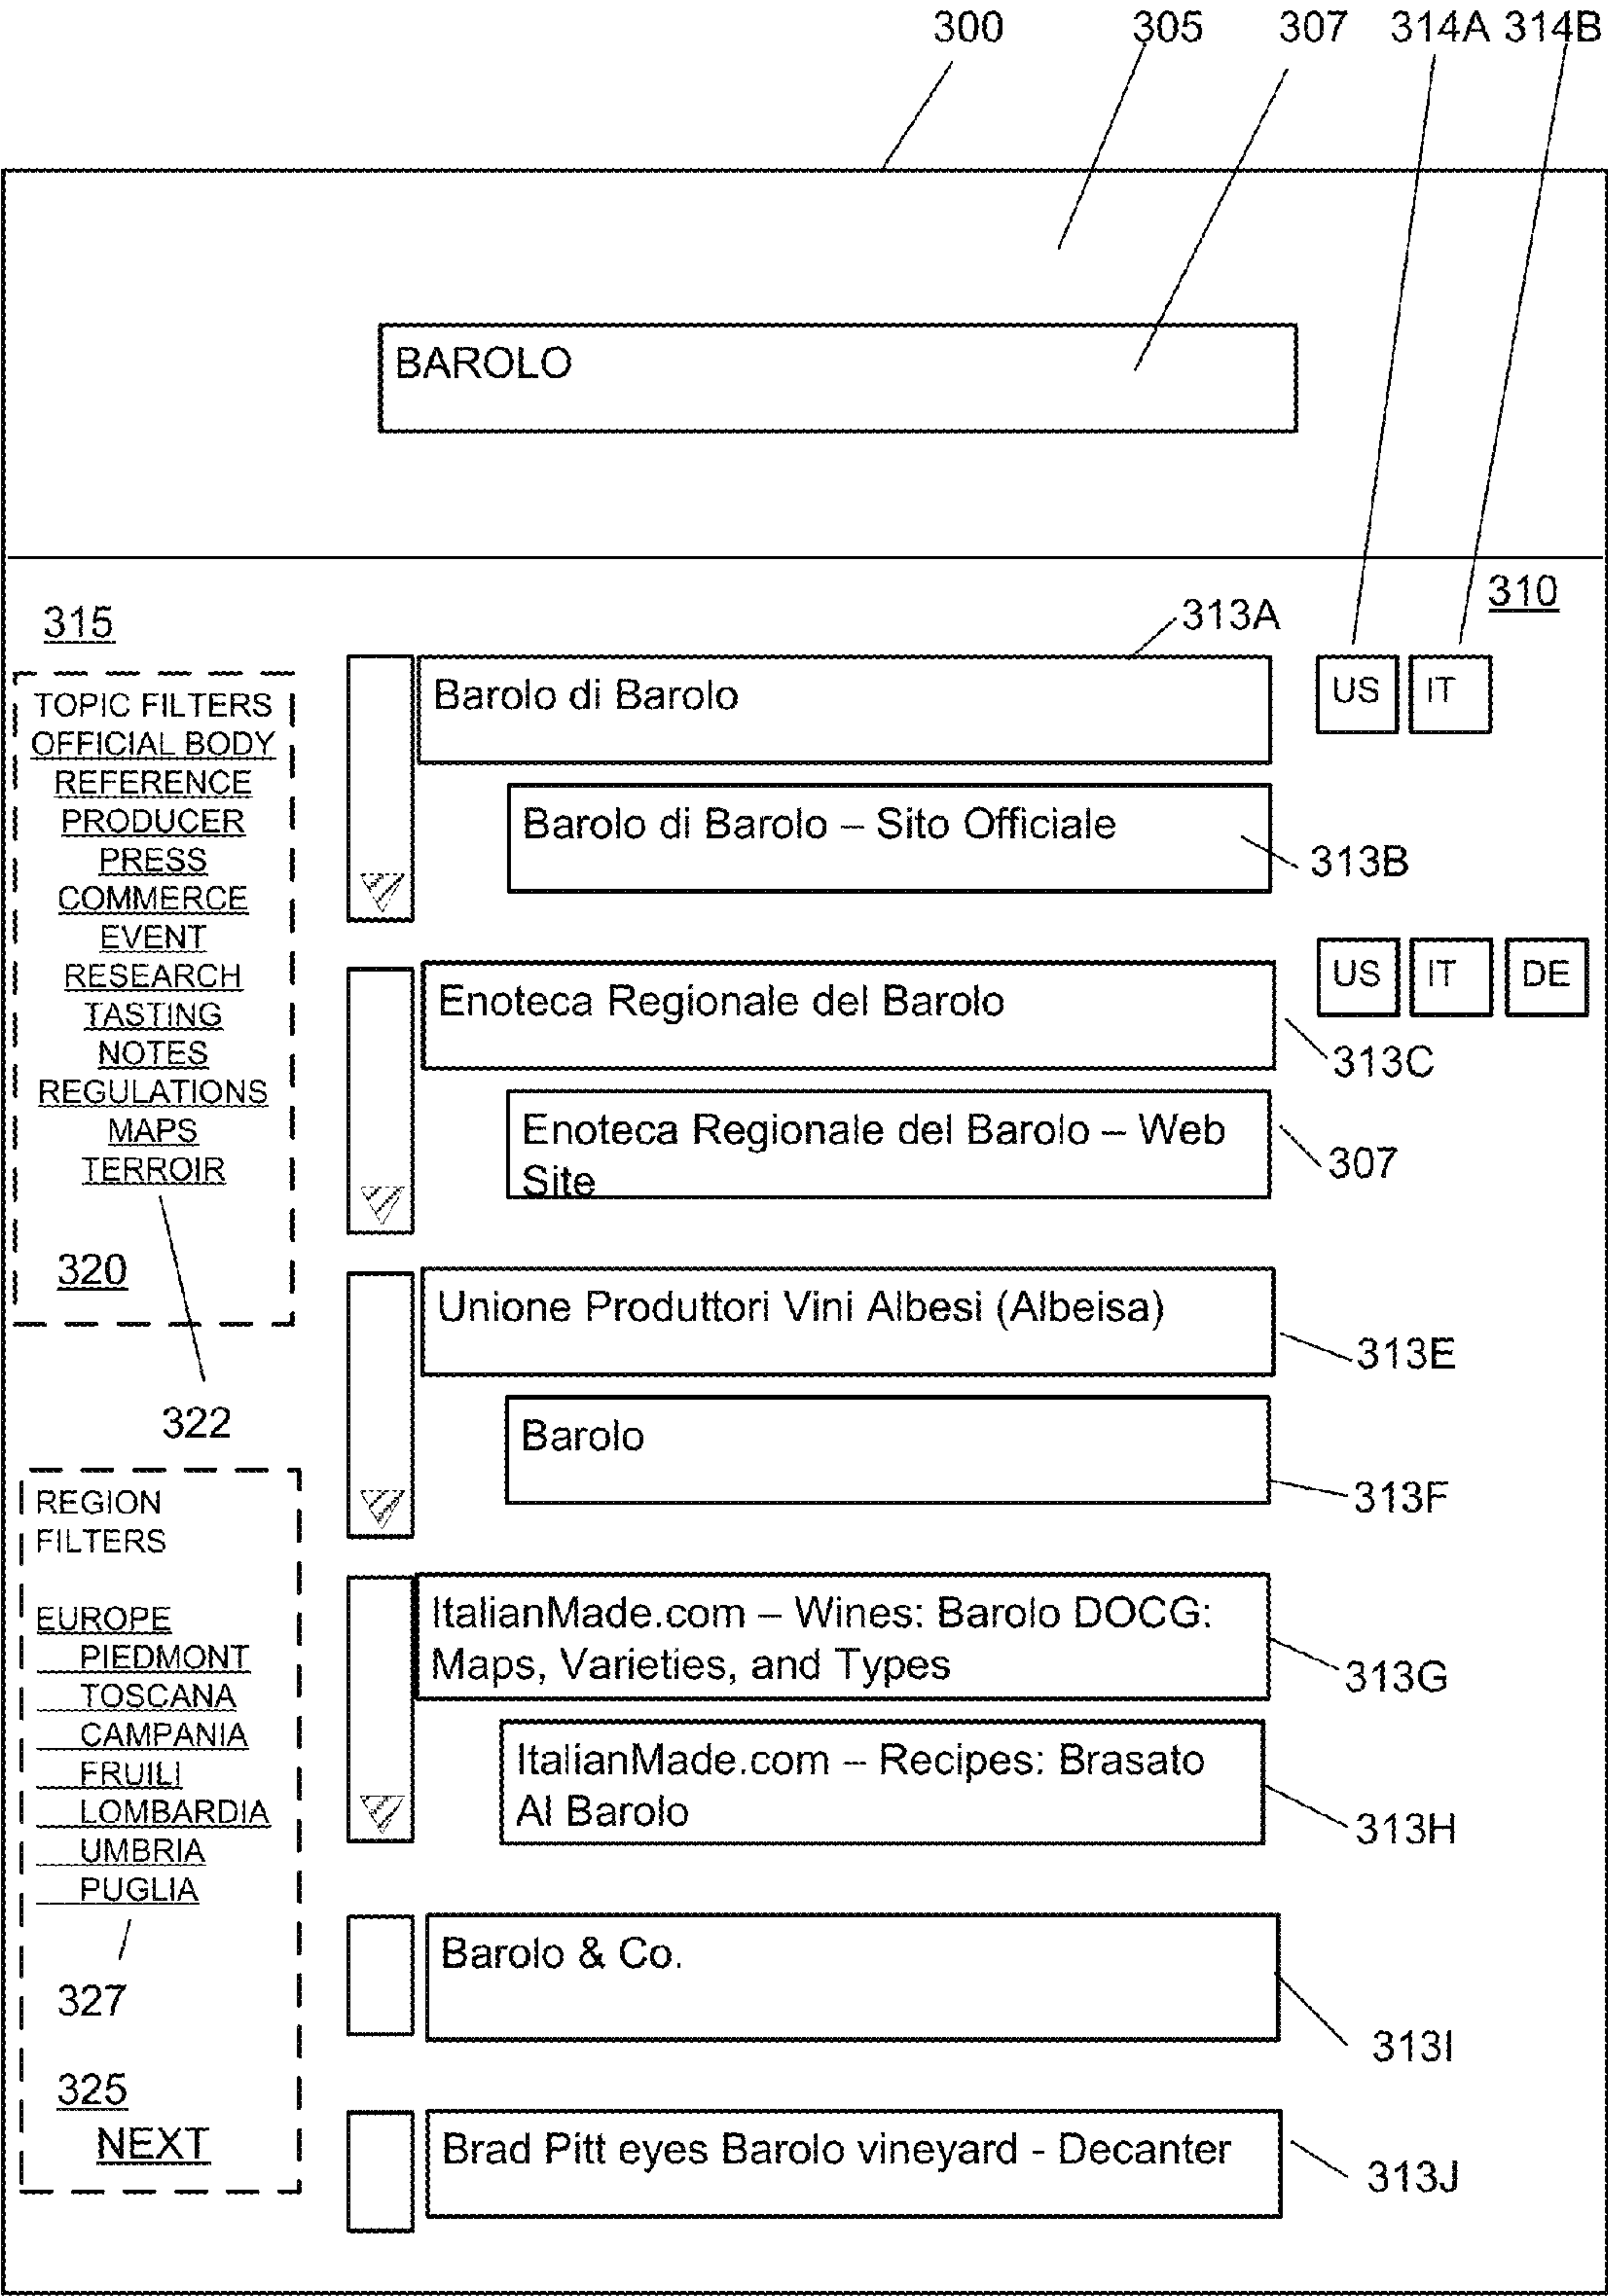 300 305 307 314A 314B
BAROLO
310
315
313A
TOPIC FILTERS
OFFICIAL BODY
REFERENCE
PRODUCER
PRESS
COMMERCE
EVENT
RESEARCH
TASTING
NOTES
REGULATIONS
MAPS
TERROIR
320
322
REGION
FILTERS
EUROPE
PIEDMONT
TOSCANA
CAMPANIA
FRUILI
LOMBARDIA
UMBRIA
PUGLIA
327
325
NEXT
Barolo di Barolo
US IT
Barolo di Barolo – Sito Officiale
313B
Enoteca Regionale del Barolo
US IT DE
313C
Enoteca Regionale del Barolo – Web
Site
307
Unione Produttori Vini Albesi (Albeisa)
313E
Barolo
313F
ItalianMade.com – Wines: Barolo DOCG:
Maps, Varieties, and Types
313G
ItalianMade.com – Recipes: Brasato
Al Barolo
313H
Barolo & Co.
313I
Brad Pitt eyes Barolo vineyard - Decanter
313J